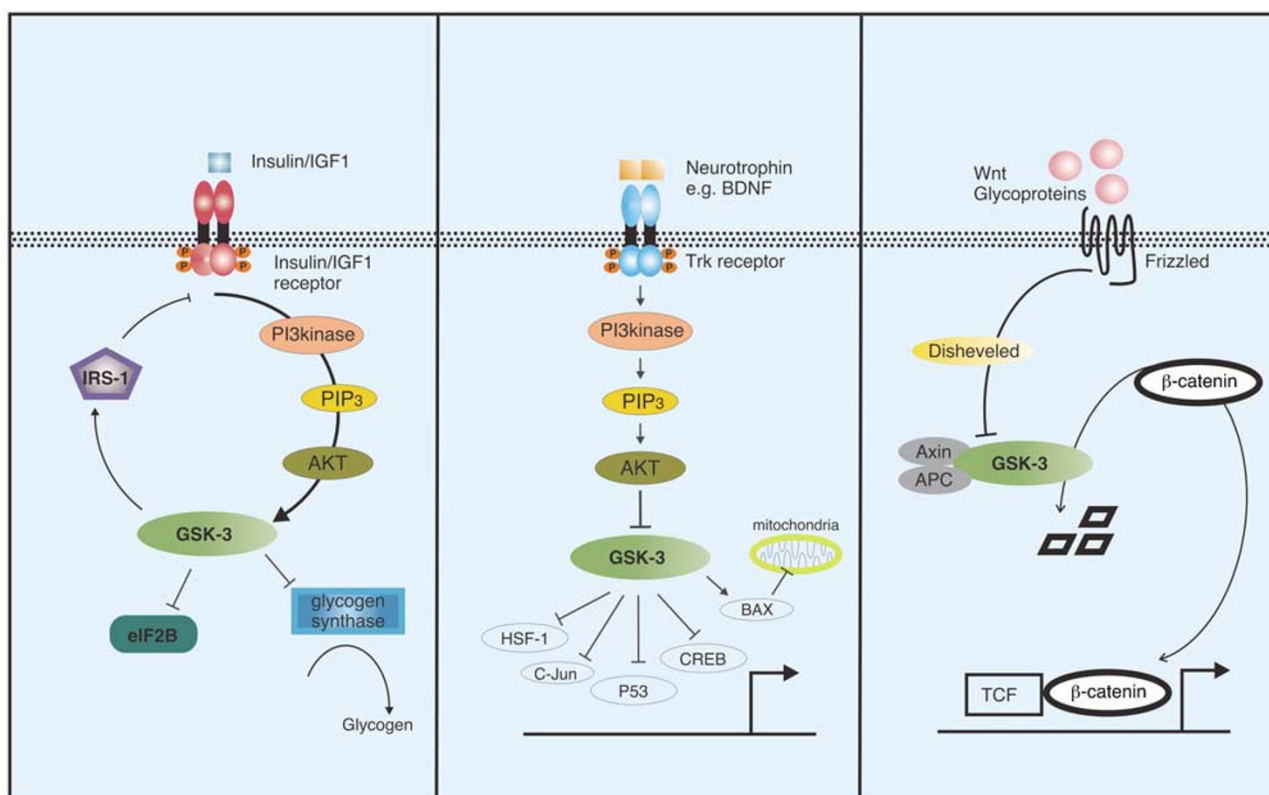 Insulin/IGF1
P
P
P
P
Insulin/IGF1
receptor
PI3kinase
IRS-1
PIP3
AKT
GSK-3
eIF2B
glycogen
synthase
Glycogen
Neurotrophin
e.g. BDNF
P
P
P
P
Trk receptor
PI3kinase
PIP3
AKT
GSK-3
mitochondria
BAX
HSF-1
C-Jun
P53
CREB
Wnt
Glycoproteins
Frizzled
Disheveled
β-catenin
Axin
APC
GSK-3
TCF
β-catenin